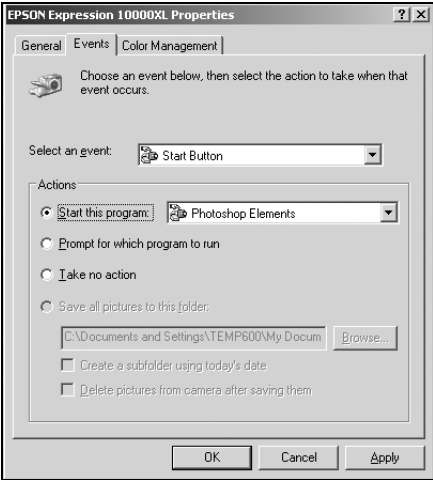 EPSON Expression 10000XL Properties
General Events Color Management
Choose an event below, then select the action to take when that
event occurs.
Select an event: Start Button
Actions
Start this program: Photoshop Elements
Prompt for which program to run
Take no action
Save all pictures to this folder:
C:\Documents and Settings\TEMP600\My Docum Browse...
Create a subfolder using today's date
Delete pictures from camera after saving them
OK Cancel Apply